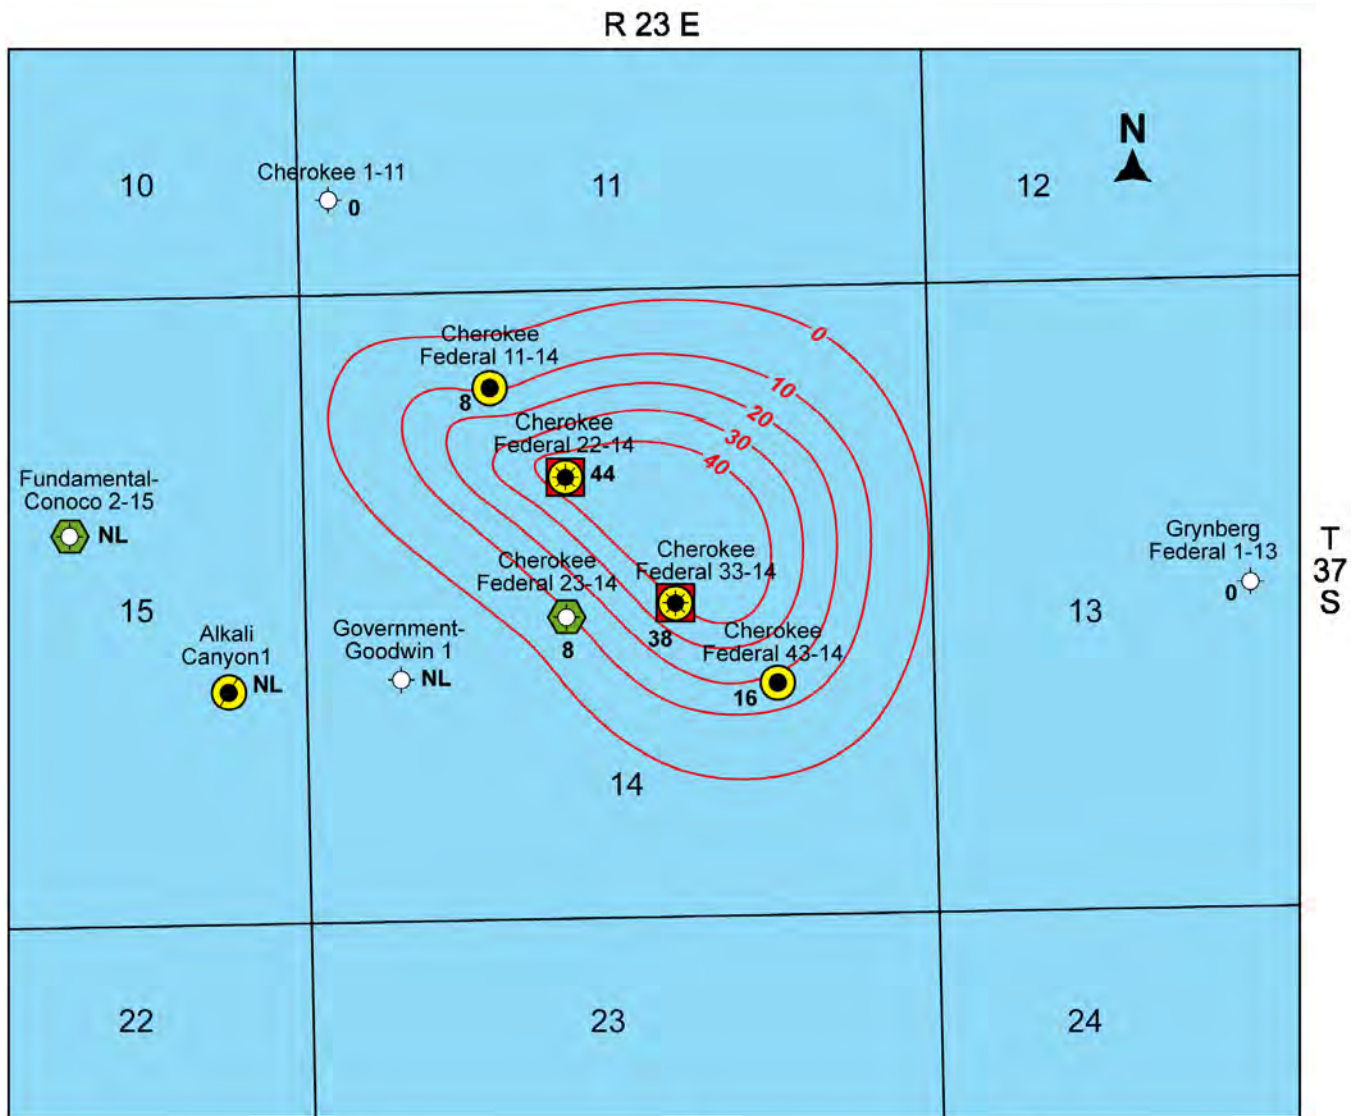 R 23 E
N
10
Cherokee 1-11
0
11
12
0
Cherokee
Federal 11-14
8
10
20
30
40
Cherokee
Federal 22-14
44
Fundamental-
Conoco 2-15
NL
15
Cherokee
Federal 23-14
8
Cherokee
Federal 33-14
38
Grynberg
Federal 1-13
0
13
T
37
S
Alkali
Canyon1
NL
Government-
Goodwin 1
NL
Cherokee
Federal 43-14
16
14
22
23
24